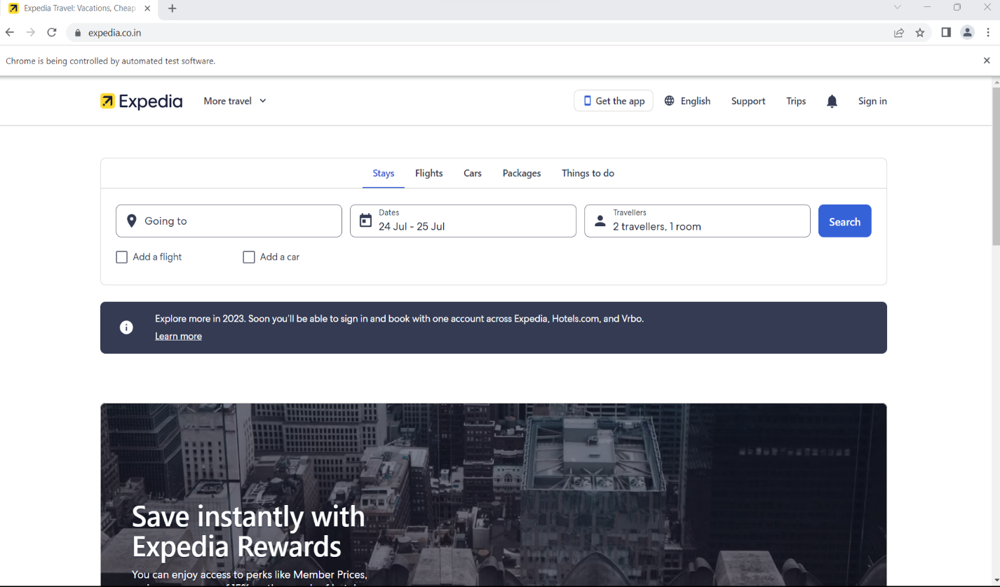 Expedia Travel: Vacations, Cheap
expedia.co.in
Chrome is being controlled by automated test software.
Expedia
More travel
Get the app
English
Support
Trips
Sign in
Stays
Flights
Cars
Packages
Things to do
Going to
Dates
24 Jul - 25 Jul
Travellers
2 travellers, 1 room
Search
Add a flight
Add a car
Explore more in 2023. Soon you'll be able to sign in and book with one account across Expedia, Hotels.com, and Vrbo.
Learn more
Save instantly with
Expedia Rewards
You can enjoy access to perks like Member Prices,